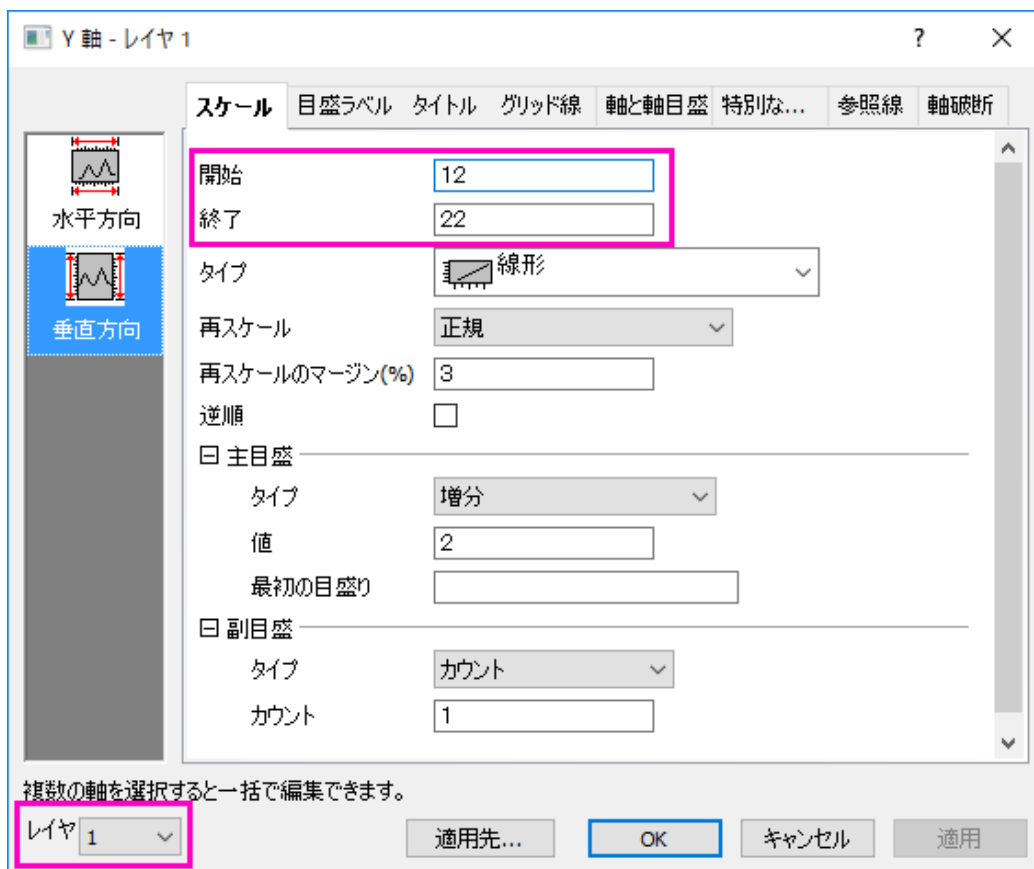 Y 軸 - レイヤ 1
?
スケール 目盛ラベル タイトル グリッド線 軸と軸目盛 特別な... 参照線 軸破断
水平方向
垂直方向
開始 12
終了 22
タイプ 線形
再スケール 正規
再スケールのマージン(%) 3
逆順
主目盛
タイプ 増分
値 2
最初の目盛り
副目盛
タイプ カウント
カウント 1
複数の軸を選択すると一括で編集できます。
レイヤ 1 適用先... OK キャンセル 適用